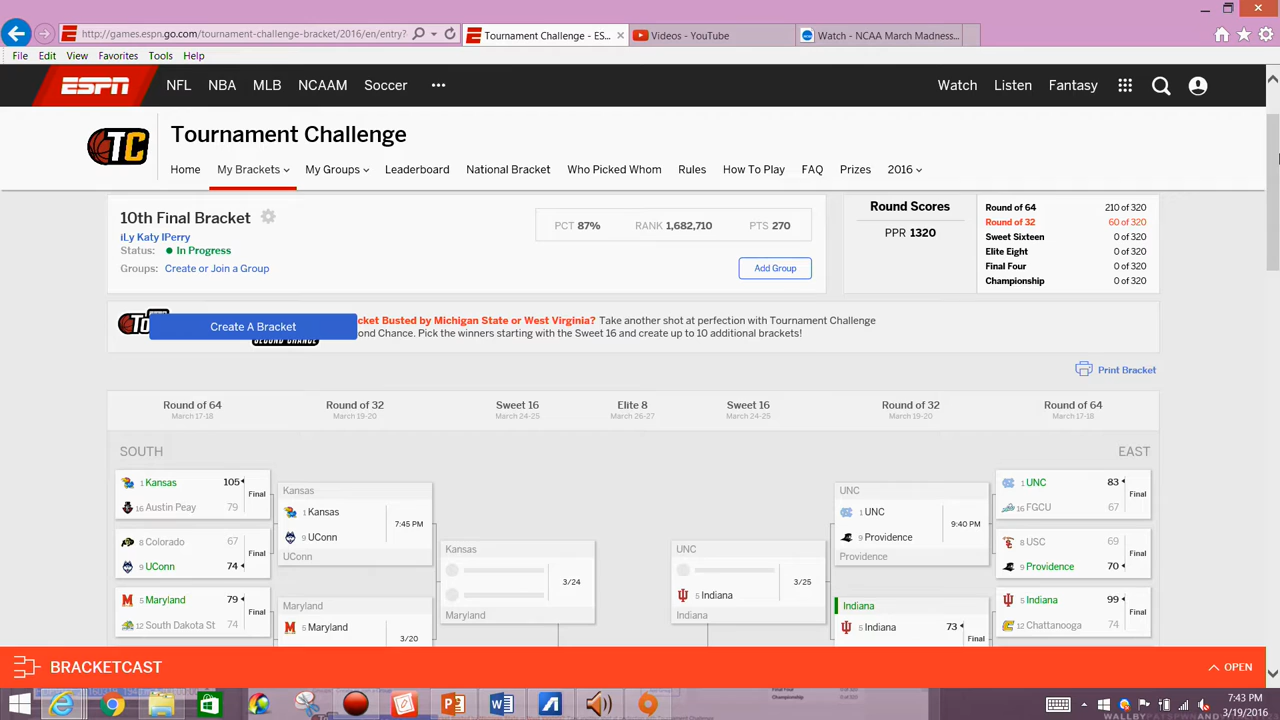 http://games.espn.go.com/tournament-challenge-bracket/2016/en/entry?
Tournament Challenge - ES...
Videos - YouTube
Watch - NCAA March Madness...
File Edit View Favorites Tools Help
ESPN NFL NBA MLB NCAAM Soccer ••• Watch Listen Fantasy
TC
Tournament Challenge
Home My Brackets My Groups Leaderboard National Bracket Who Picked Whom Rules How To Play FAQ Prizes 2016
10th Final Bracket
iLy Katy IPerry
Status: In Progress
Groups: Create or Join a Group
PCT 87% RANK 1,682,710 PTS 270
Add Group
Round Scores
PPR 1320
Round of 64 210 of 320
Round of 32 60 of 320
Sweet Sixteen 0 of 320
Elite Eight 0 of 320
Final Four 0 of 320
Championship 0 of 320
Create A Bracket
cket Busted by Michigan State or West Virginia? Take another shot at perfection with Tournament Challenge
ond Chance. Pick the winners starting with the Sweet 16 and create up to 10 additional brackets!
Print Bracket
Round of 64 Round of 32 Sweet 16 Elite 8 Sweet 16 Round of 32 Round of 64
March 17-18 March 19-20 March 24-25 March 26-27 March 24-25 March 19-20 March 17-18
SOUTH
EAST
1 Kansas 105
16 Austin Peay 79
Final
8 Colorado 67
9 UConn 74
Final
5 Maryland 79
12 South Dakota St 74
Final
Kansas
1 Kansas
9 UConn
7:45 PM
UConn
Maryland
5 Maryland
3/20
Kansas
3/24
Maryland
UNC
5 Indiana
3/25
Indiana
UNC
1 UNC
9 Providence
9:40 PM
Providence
Indiana
5 Indiana 73
Final
1 UNC 83
16 FGCU 67
Final
8 USC 69
9 Providence 70
Final
5 Indiana 99
12 Chattanooga 74
Final
BRACKETCAST
OPEN
7:43 PM
3/19/2016